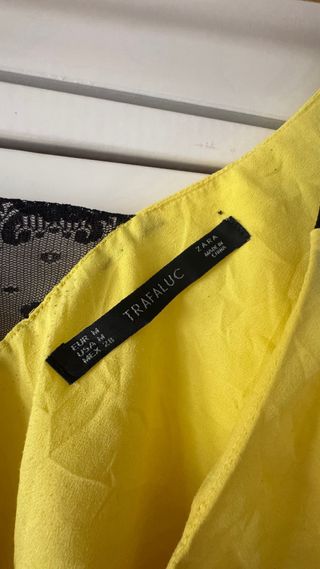 EUR M
USA M
MEX 28
TRAFALUC
ZARA
MADE IN
CHINA